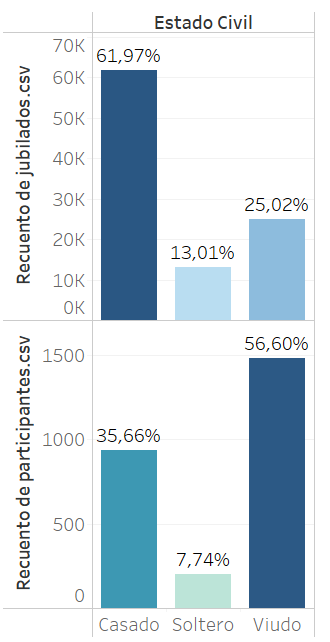 Estado Civil
Recuento de jubilados.csv
70K
60K
50K
40K
30K
20K
10K
0K
61,97%
13,01%
25,02%
Recuento de participantes.csv
1500
1000
500
0
35,66%
7,74%
56,60%
Casado
Soltero
Viudo